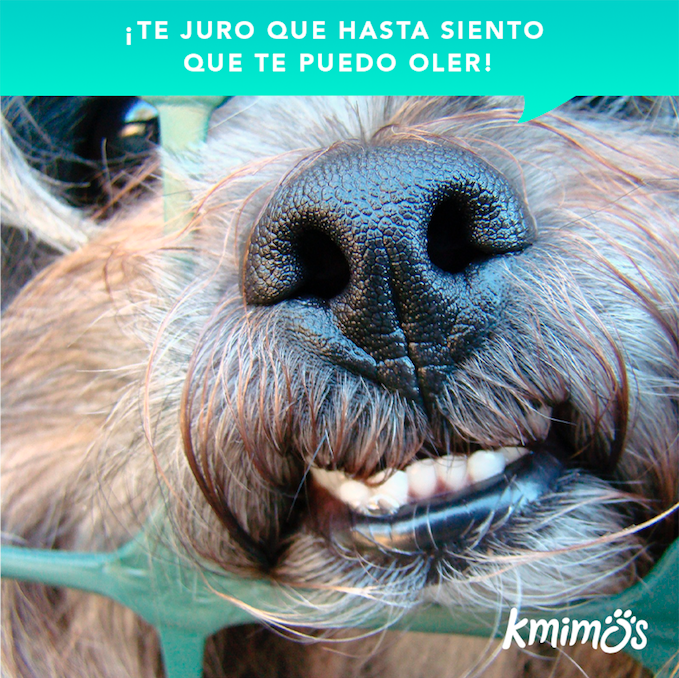 ¡TE JURO QUE HASTA SIENTO
QUE TE PUEDO OLER!
kmimos